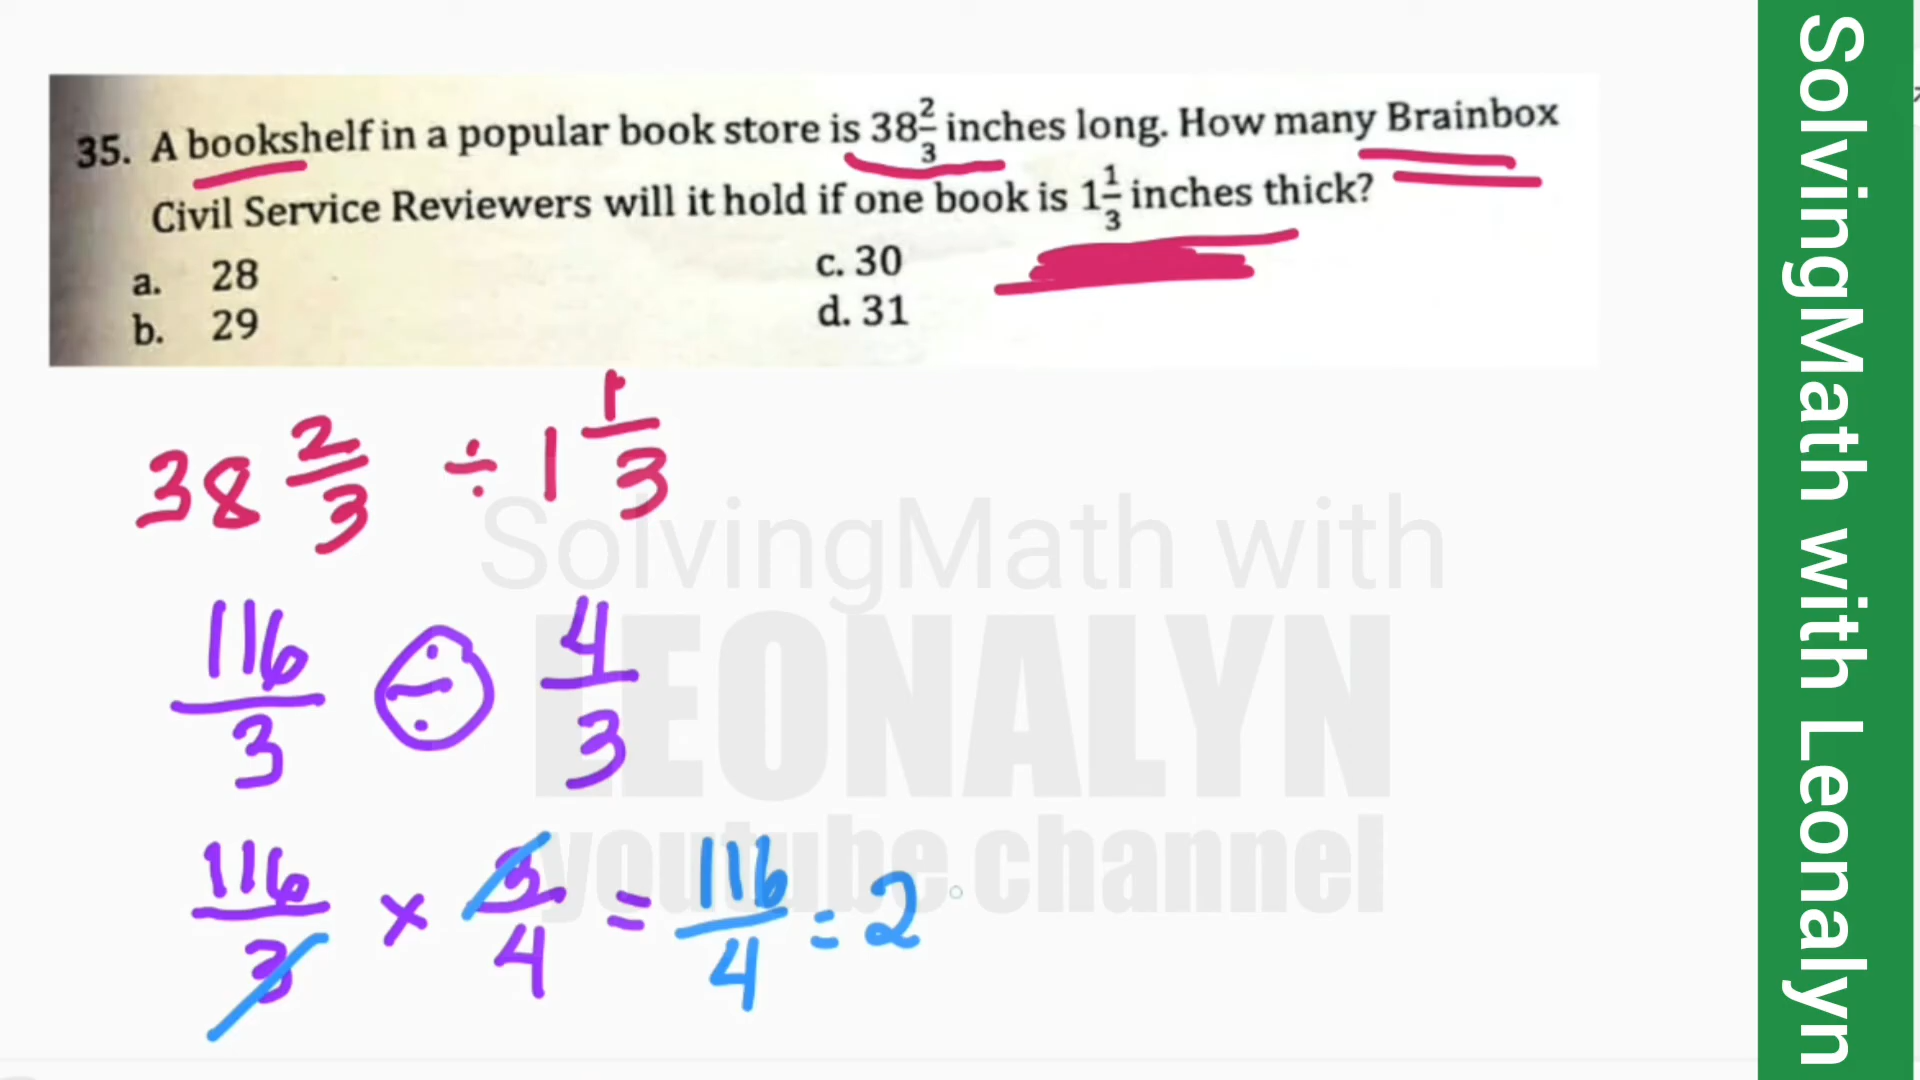 35. A bookshelf in a popular book store is 38 2/3 inches long. How many Brainbox
Civil Service Reviewers will it hold if one book is 1 1/3 inches thick?
a. 28
b. 29
c. 30
d. 31
38 2/3 ÷ 1 1/3
116/3 ÷ 4/3
116/3 × 3/4 = 116/4 = 2
SolvingMath with
LEONALYN
youtube channel
SolvingMath with Leonalyn